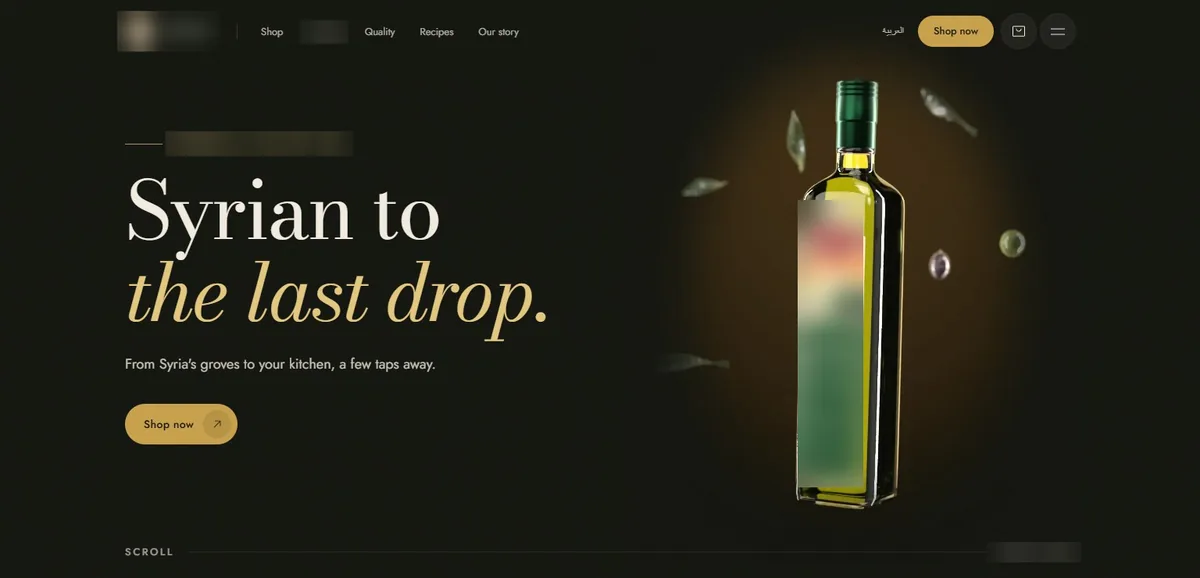 Shop
Quality
Recipes
Our story
العربية
Shop now
Syrian to
the last drop.
From Syria's groves to your kitchen, a few taps away.
Shop now
SCROLL